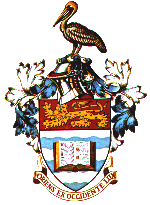 ORIENS EX OCCIDENTE LUX